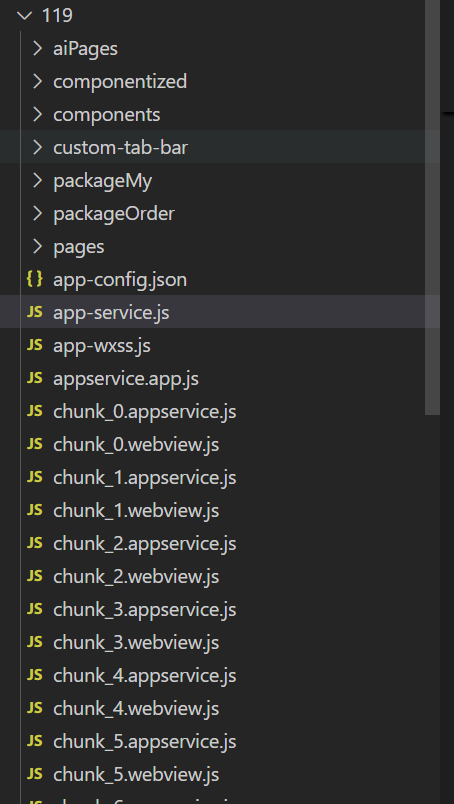 119
aiPages
componentized
components
custom-tab-bar
packageMy
packageOrder
pages
{} app-config.json
JS app-service.js
JS app-wxss.js
JS appservice.app.js
JS chunk_0.appservice.js
JS chunk_0.webview.js
JS chunk_1.appservice.js
JS chunk_1.webview.js
JS chunk_2.appservice.js
JS chunk_2.webview.js
JS chunk_3.appservice.js
JS chunk_3.webview.js
JS chunk_4.appservice.js
JS chunk_4.webview.js
JS chunk_5.appservice.js
JS chunk_5.webview.js